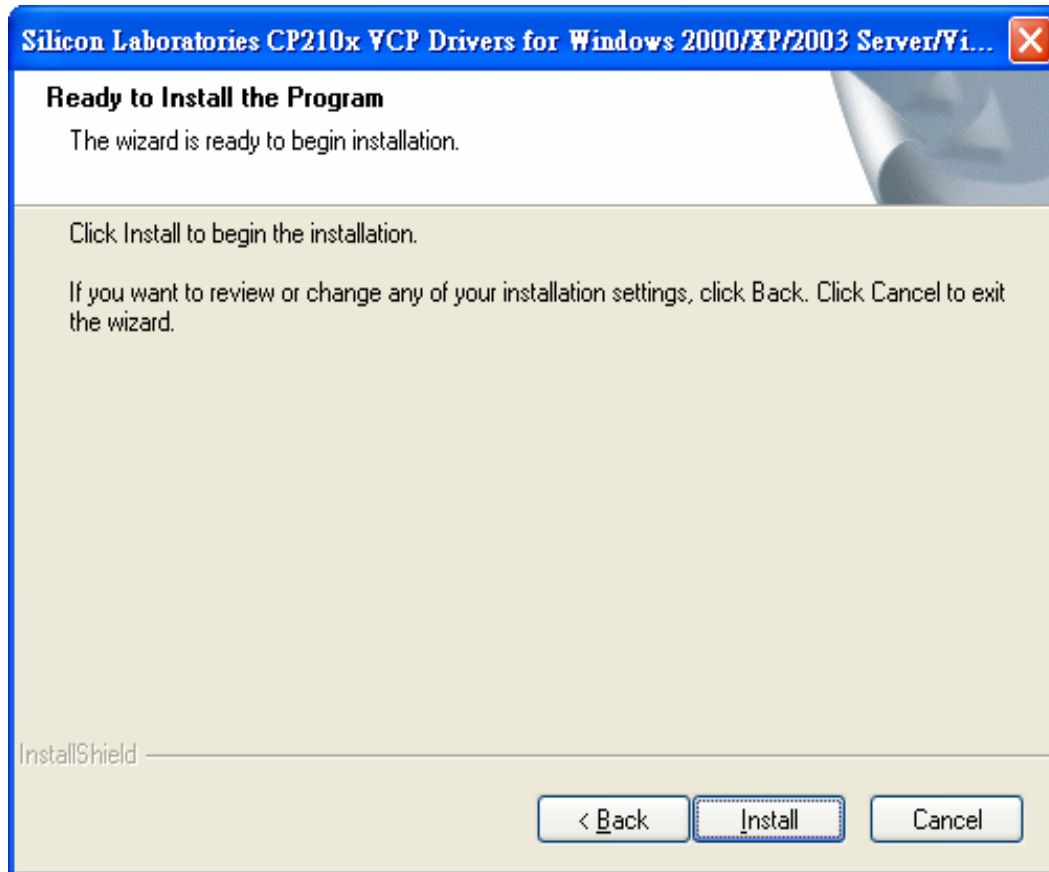 Silicon Laboratories CP210x VCP Drivers for Windows 2000/XP/2003 Server/Vi...
Ready to Install the Program
The wizard is ready to begin installation.
Click Install to begin the installation.
If you want to review or change any of your installation settings, click Back. Click Cancel to exit
the wizard.
InstallShield
< Back Install Cancel